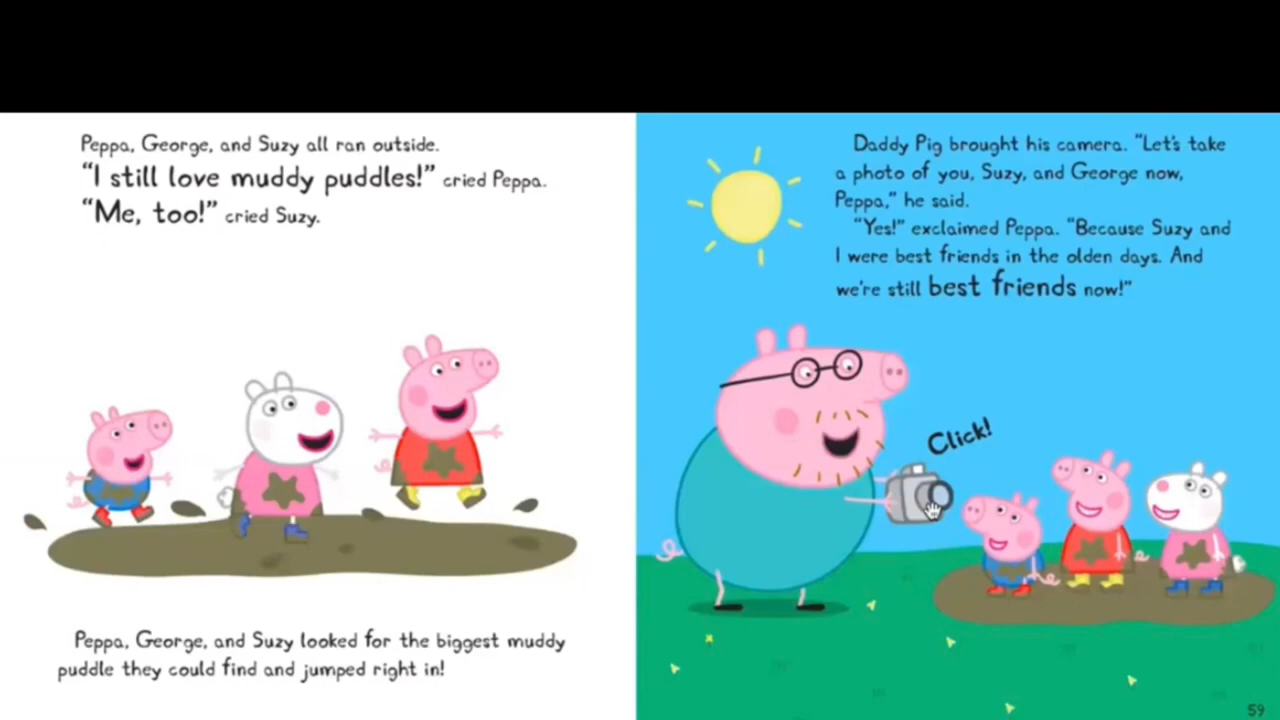 Peppa, George, and Suzy all ran outside.
“I still love muddy puddles!” cried Peppa.
“Me, too!” cried Suzy.
Peppa, George, and Suzy looked for the biggest muddy
puddle they could find and jumped right in!
Daddy Pig brought his camera. “Let's take
a photo of you, Suzy, and George now,
Peppa,” he said.
“Yes!” exclaimed Peppa. “Because Suzy and
I were best friends in the olden days. And
we're still best friends now!”
Click!
59